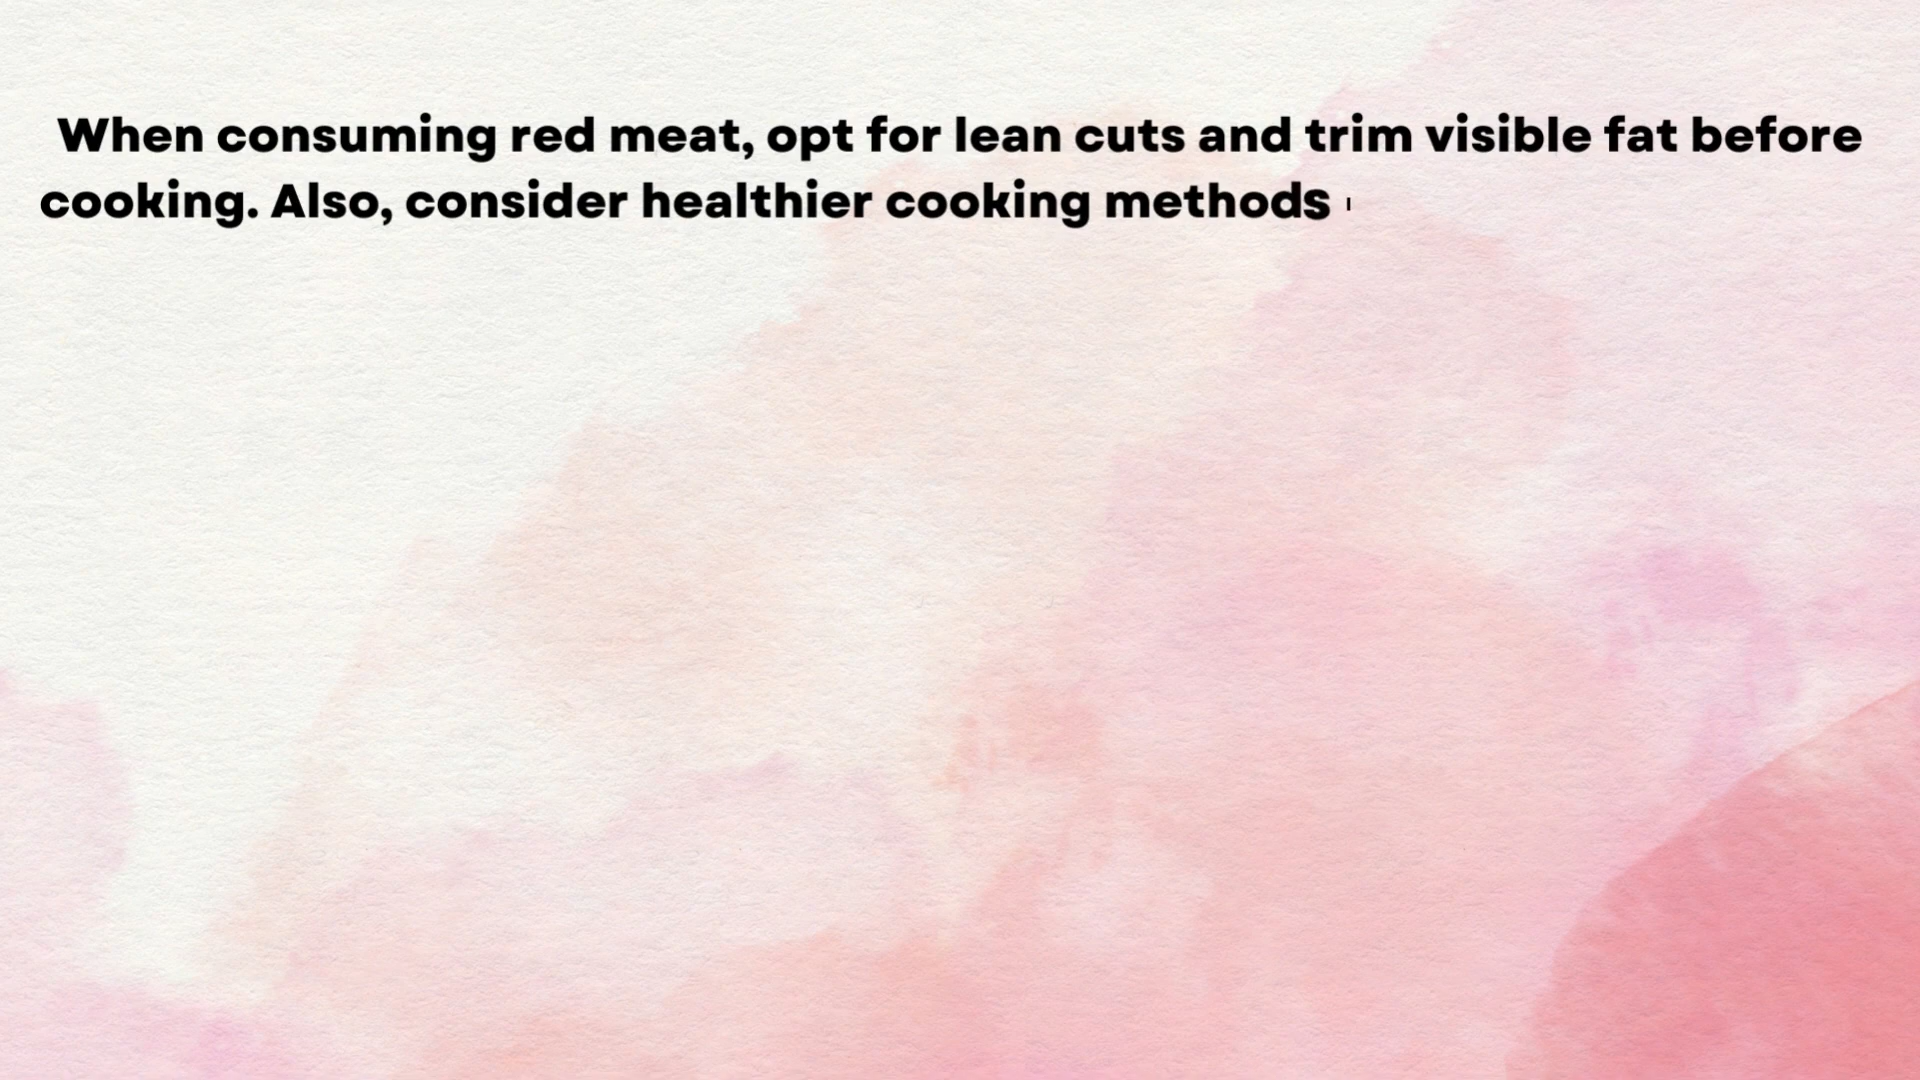 When consuming red meat, opt for lean cuts and trim visible fat before
cooking. Also, consider healthier cooking methods